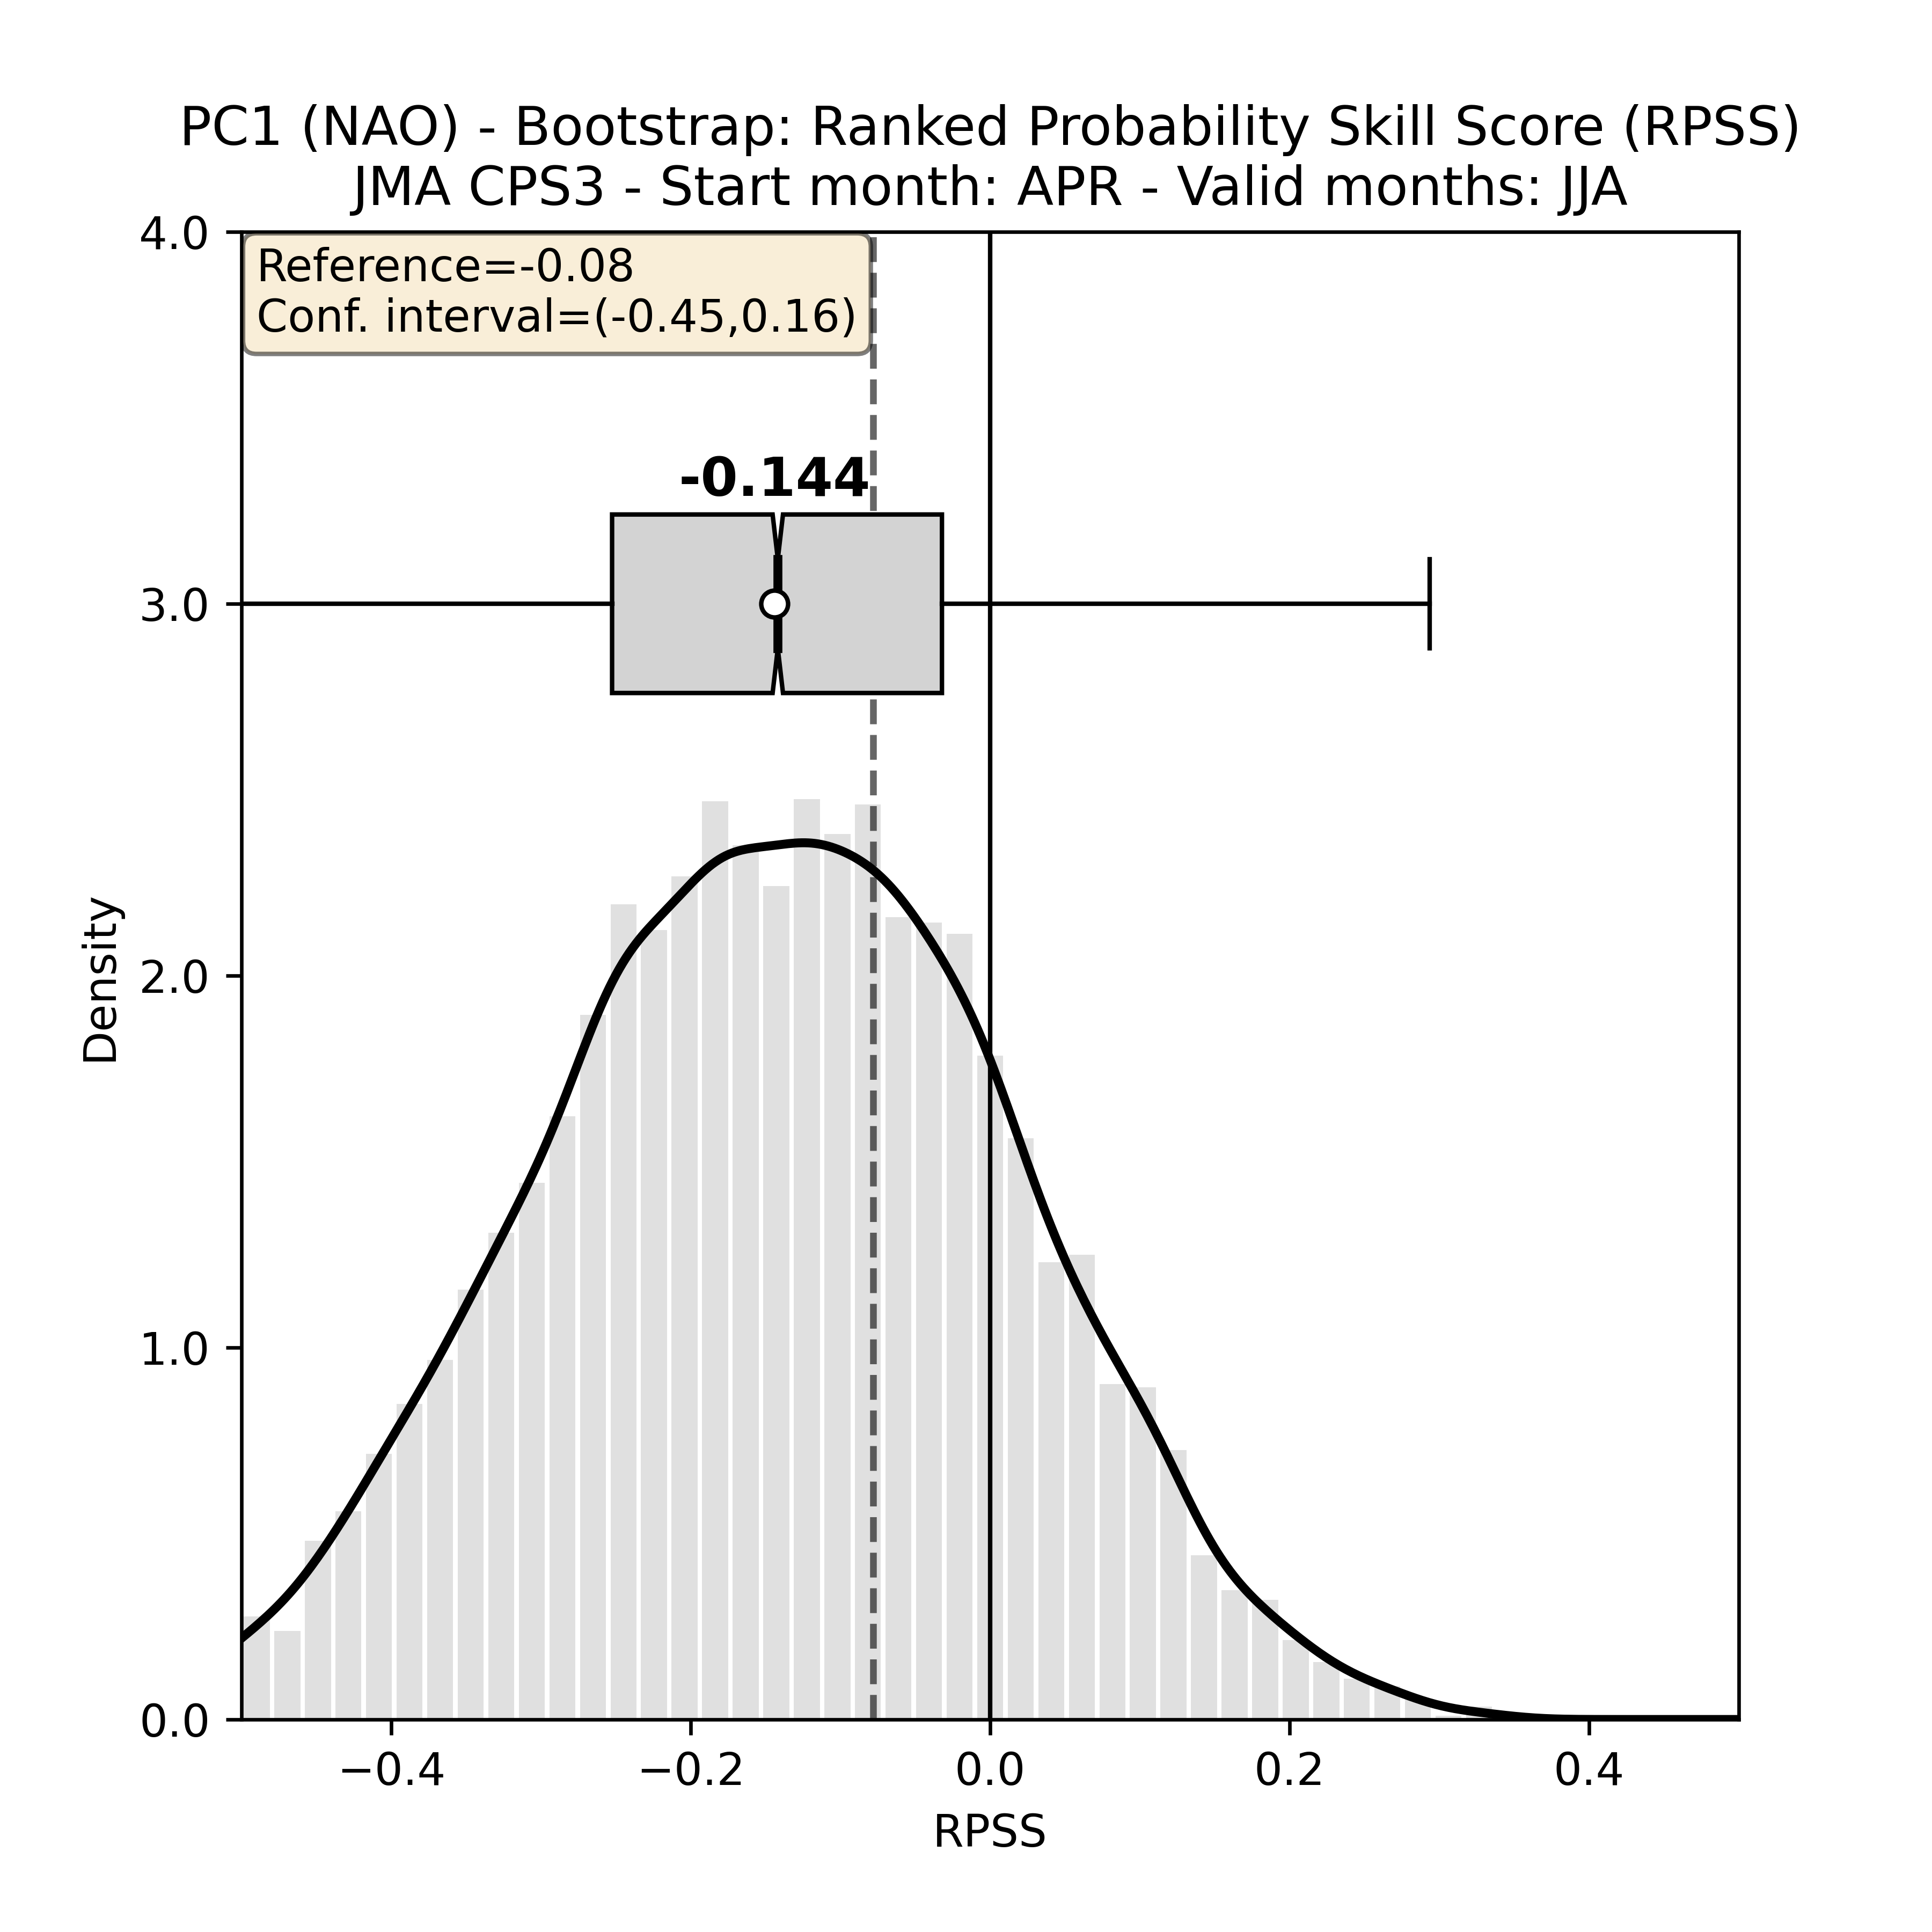 PC1 (NAO) - Bootstrap: Ranked Probability Skill Score (RPSS)
JMA CPS3 - Start month: APR - Valid months: JJA
4.0
Reference=-0.08
Conf. interval=(-0.45,0.16)
-0.144
3.0
Density
2.0
1.0
0.0
−0.4
−0.2
0.0
0.2
0.4
RPSS